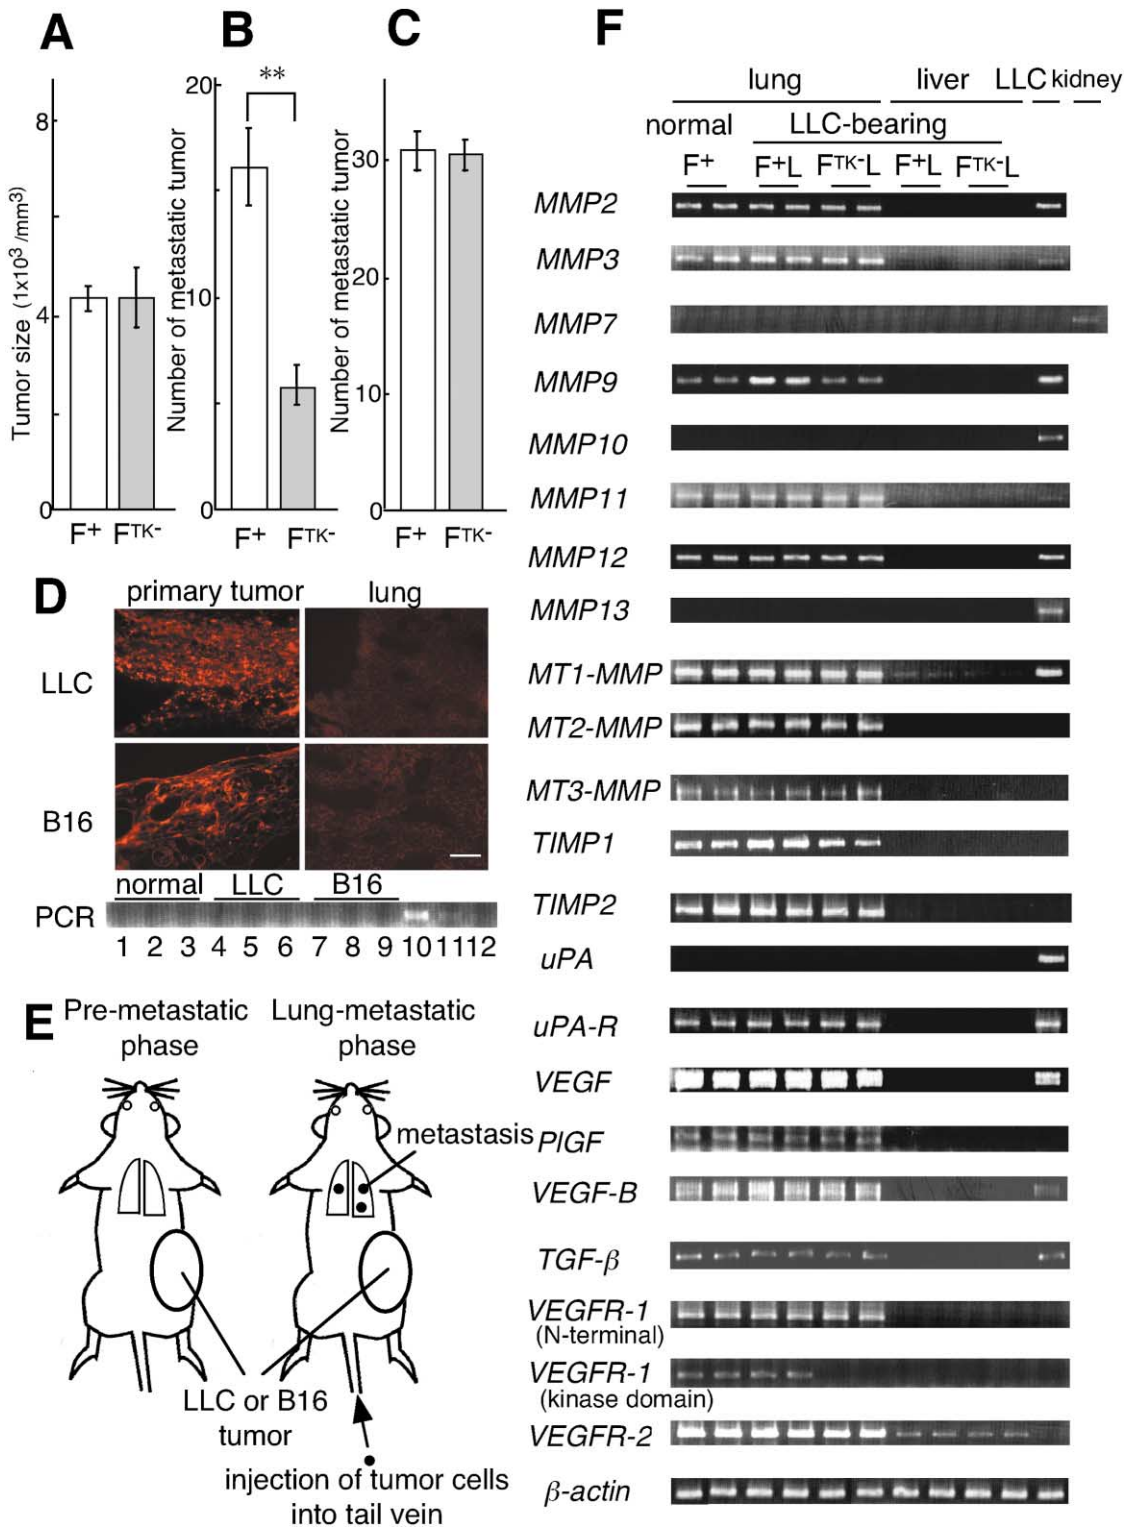 A
Tumor size (1x10³ /mm³)
8
4
0
F+ FTK-
B
Number of metastatic tumor
20
10
0
**
F+ FTK-
C
Number of metastatic tumor
30
20
10
0
F+ FTK-
D
primary tumor lung
LLC
B16
normal LLC B16
PCR
1 2 3 4 5 6 7 8 9 10 11 12
E
Pre-metastatic phase
Lung-metastatic phase
metastasis
LLC or B16
tumor
injection of tumor cells
into tail vein
F
lung liver LLC kidney
normal LLC-bearing
F+ F+L FTK-L F+L FTK-L
MMP2
MMP3
MMP7
MMP9
MMP10
MMP11
MMP12
MMP13
MT1-MMP
MT2-MMP
MT3-MMP
TIMP1
TIMP2
uPA
uPA-R
VEGF
PlGF
VEGF-B
TGF-β
VEGFR-1
(N-terminal)
VEGFR-1
(kinase domain)
VEGFR-2
β-actin